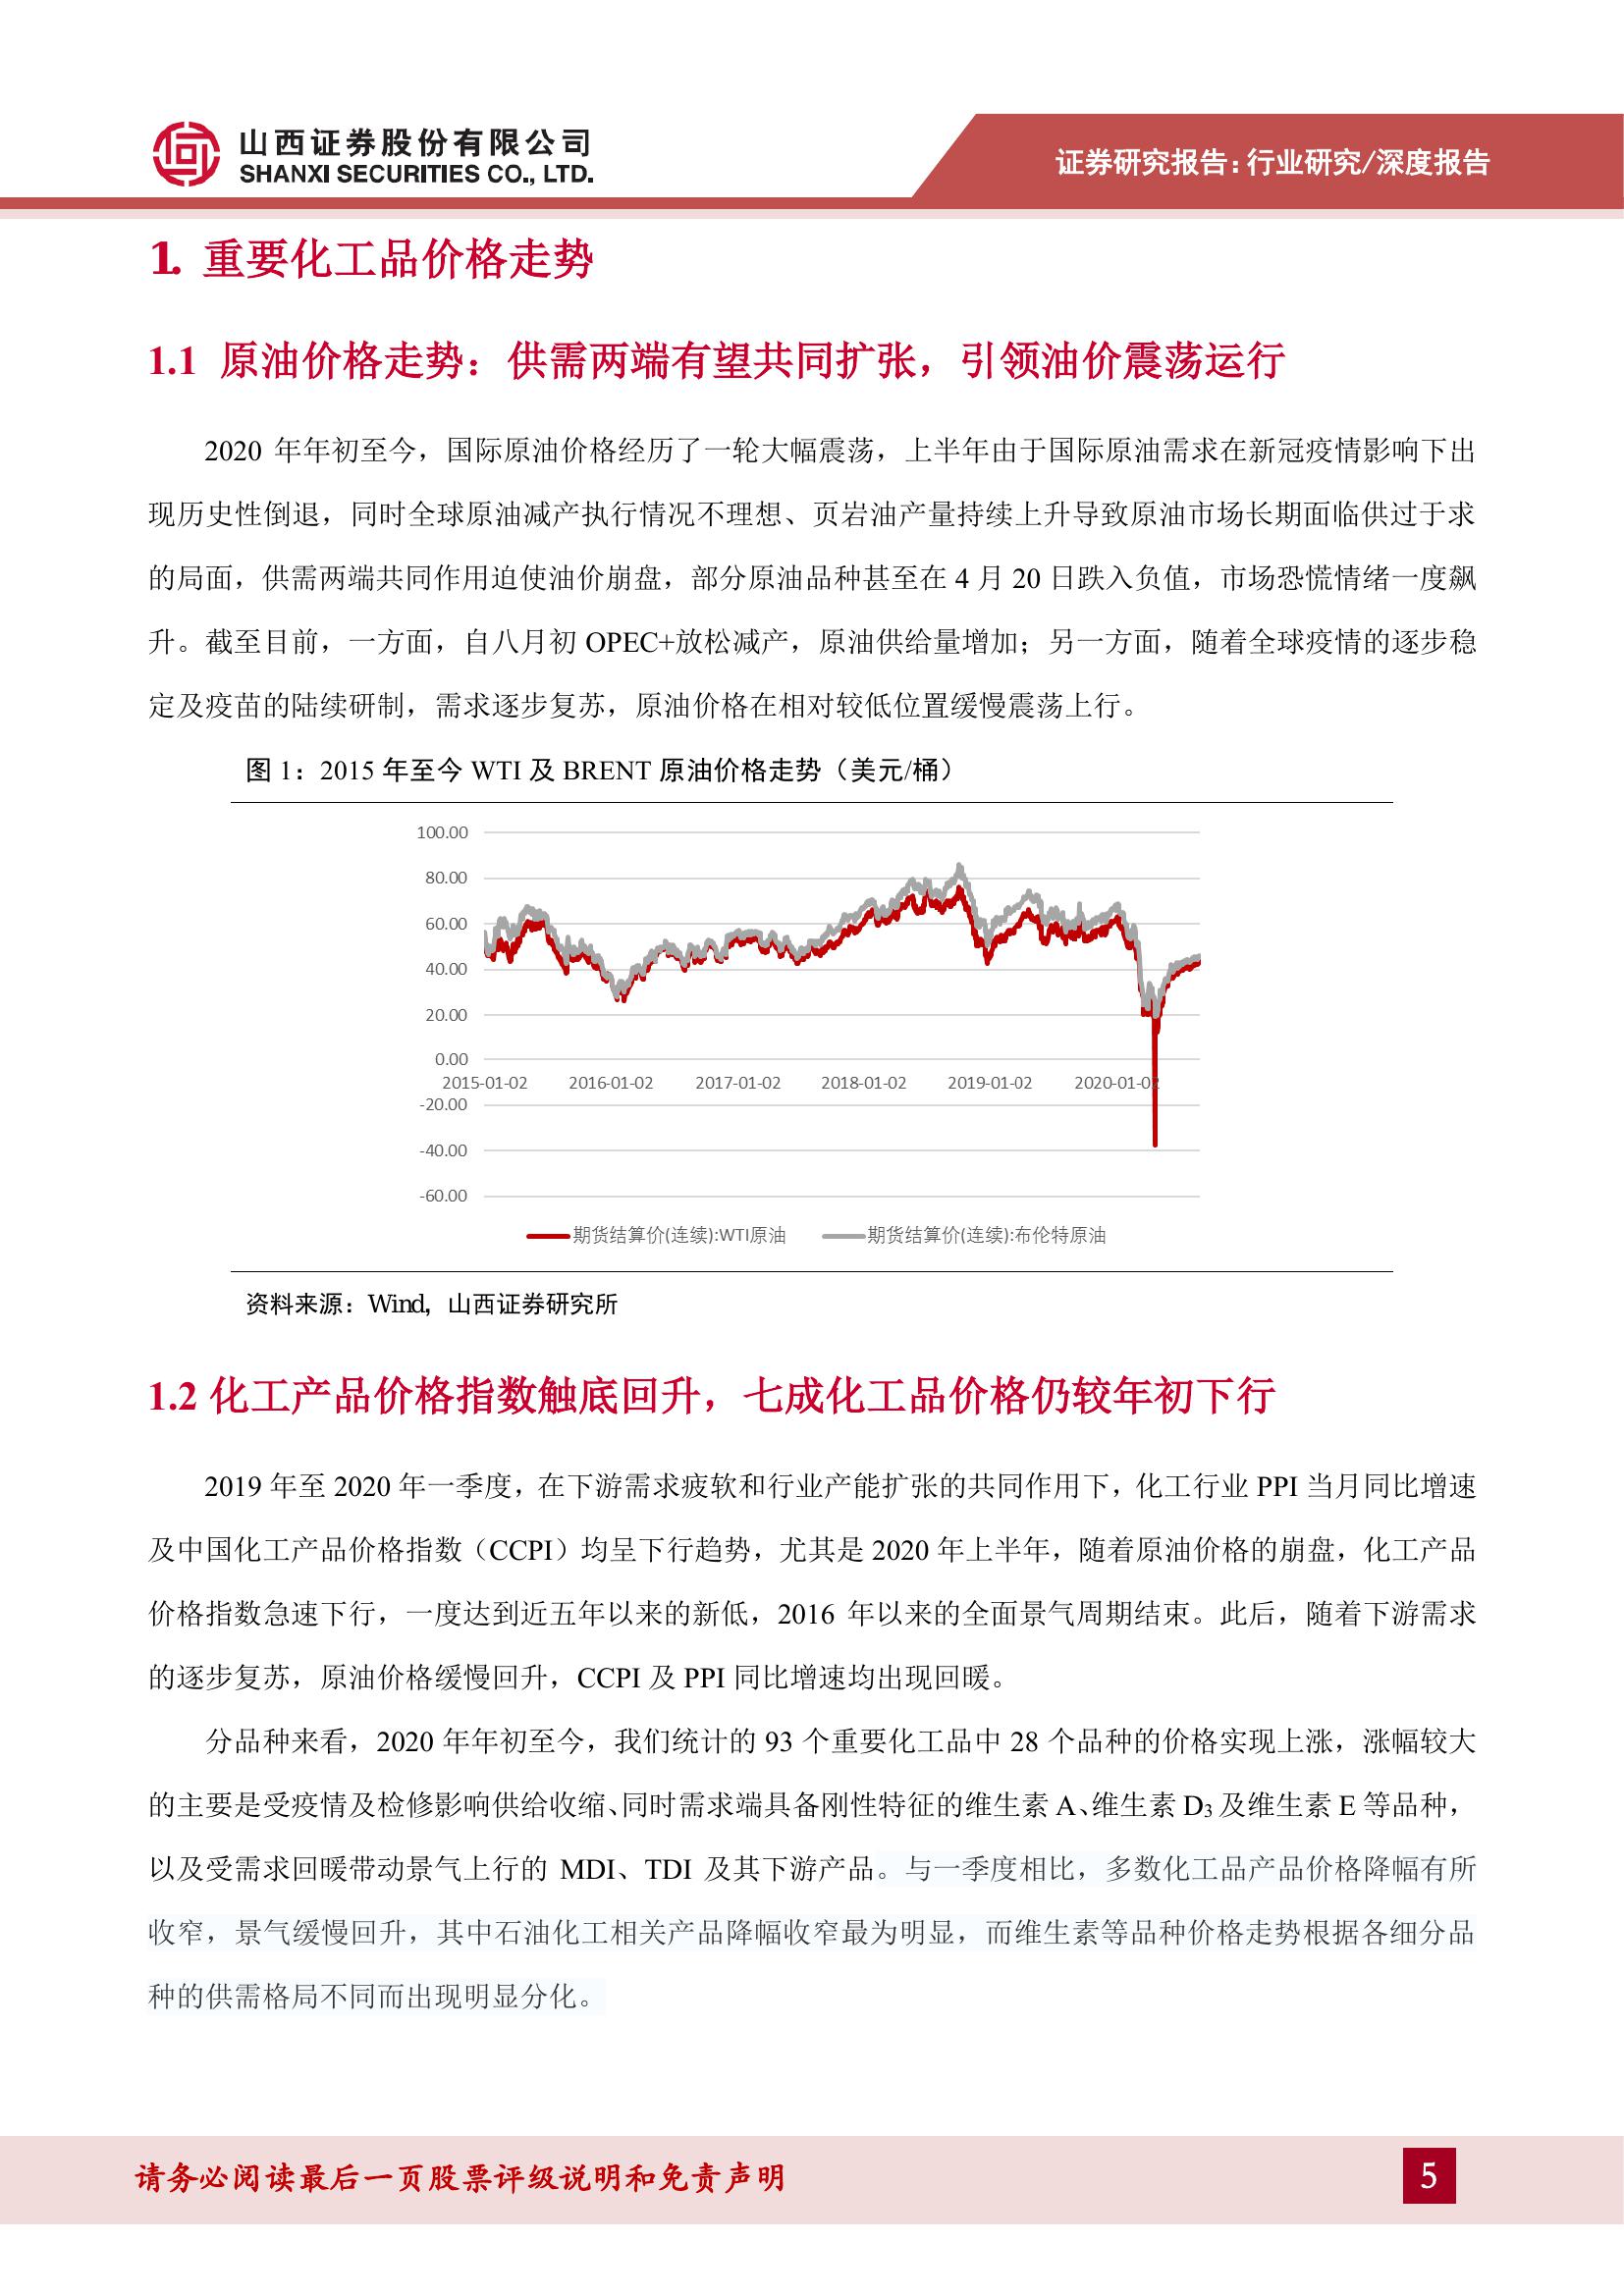 山西证券股份有限公司
SHANXI SECURITIES CO., LTD.
证券研究报告：行业研究/深度报告
1. 重要化工品价格走势
1.1 原油价格走势：供需两端有望共同扩张，引领油价震荡运行
2020 年年初至今，国际原油价格经历了一轮大幅震荡，上半年由于国际原油需求在新冠疫情影响下出
现历史性倒退，同时全球原油减产执行情况不理想、页岩油产量持续上升导致原油市场长期面临供过于求
的局面，供需两端共同作用迫使油价崩盘，部分原油品种甚至在 4 月 20 日跌入负值，市场恐慌情绪一度飙
升。截至目前，一方面，自八月初 OPEC+放松减产，原油供给量增加；另一方面，随着全球疫情的逐步稳
定及疫苗的陆续研制，需求逐步复苏，原油价格在相对较低位置缓慢震荡上行。
图 1：2015 年至今 WTI 及 BRENT 原油价格走势（美元/桶）
100.00
80.00
60.00
40.00
20.00
0.00
2015-01-02 2016-01-02 2017-01-02 2018-01-02 2019-01-02 2020-01-02
-20.00
-40.00
-60.00
期货结算价(连续):WTI原油 期货结算价(连续):布伦特原油
资料来源：Wind，山西证券研究所
1.2 化工产品价格指数触底回升，七成化工品价格仍较年初下行
2019 年至 2020 年一季度，在下游需求疲软和行业产能扩张的共同作用下，化工行业 PPI 当月同比增速
及中国化工产品价格指数（CCPI）均呈下行趋势，尤其是 2020 年上半年，随着原油价格的崩盘，化工产品
价格指数急速下行，一度达到近五年以来的新低，2016 年以来的全面景气周期结束。此后，随着下游需求
的逐步复苏，原油价格缓慢回升，CCPI 及 PPI 同比增速均出现回暖。
分品种来看，2020 年年初至今，我们统计的 93 个重要化工品中 28 个品种的价格实现上涨，涨幅较大
的主要是受疫情及检修影响供给收缩、同时需求端具备刚性特征的维生素 A、维生素 D3 及维生素 E 等品种，
以及受需求回暖带动景气上行的 MDI、TDI 及其下游产品。与一季度相比，多数化工品产品价格降幅有所
收窄，景气缓慢回升，其中石油化工相关产品降幅收窄最为明显，而维生素等品种价格走势根据各细分品
种的供需格局不同而出现明显分化。
请务必阅读最后一页股票评级说明和免责声明
5